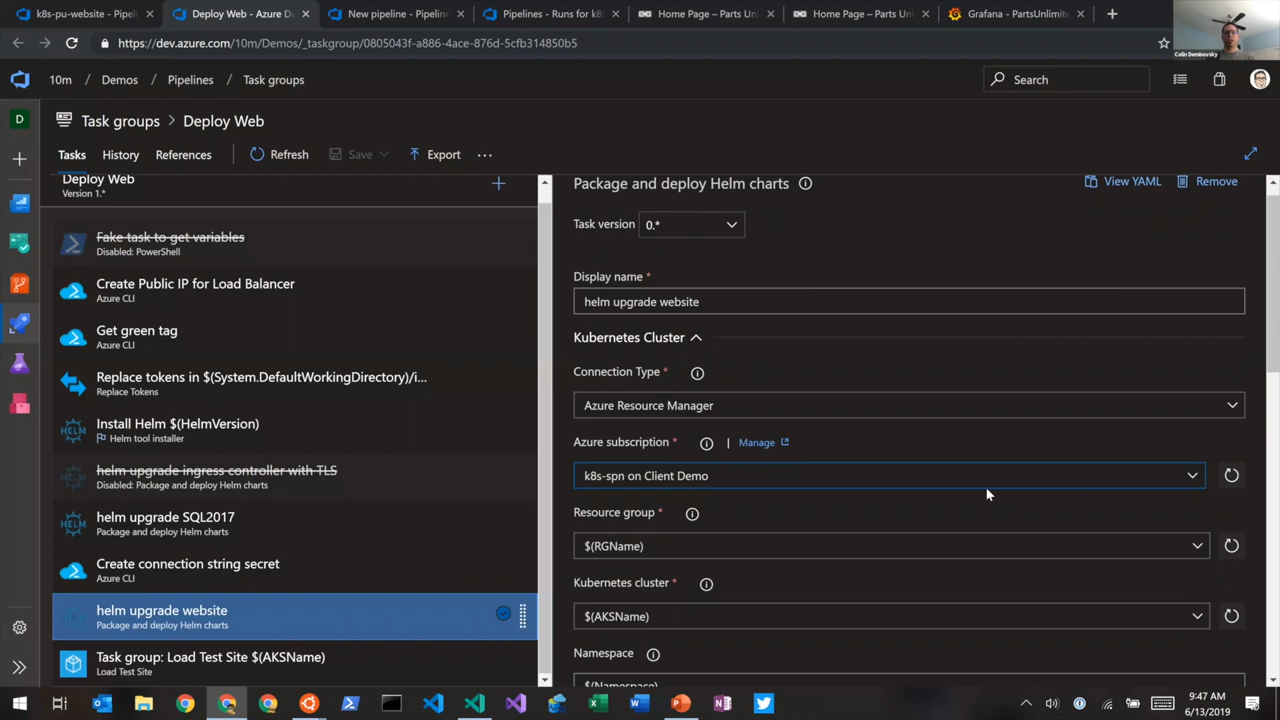 k8s-pu-website - Pipeli
Deploy Web - Azure D
New pipeline - Pipeline
Pipelines - Runs for k8
Home Page – Parts Unl
Home Page – Parts Un
Grafana - PartsUnlimite
https://dev.azure.com/10m/Demos/_taskgroup/0805043f-a886-4ace-876d-5cfb314850b5
Colin Dembovsky
10m
Demos
Pipelines
Task groups
Search
D
Task groups > Deploy Web
Tasks
History
References
Refresh
Save
Export
Deploy Web
Version 1.*
Fake task to get variables
Disabled: PowerShell
Create Public IP for Load Balancer
Azure CLI
Get green tag
Azure CLI
Replace tokens in $(System.DefaultWorkingDirectory)/i...
Replace Tokens
HELM
Install Helm $(HelmVersion)
Helm tool installer
HELM
helm upgrade ingress controller with TLS
Disabled: Package and deploy Helm charts
HELM
helm upgrade SQL2017
Package and deploy Helm charts
Create connection string secret
Azure CLI
HELM
helm upgrade website
Package and deploy Helm charts
Task group: Load Test Site $(AKSName)
Load Test Site
Package and deploy Helm charts
View YAML
Remove
Task version 0.*
Display name *
helm upgrade website
Kubernetes Cluster
Connection Type *
Azure Resource Manager
Azure subscription * | Manage
k8s-spn on Client Demo
Resource group *
$(RGName)
Kubernetes cluster *
$(AKSName)
Namespace
$(Namespace)
9:47 AM
6/13/2019